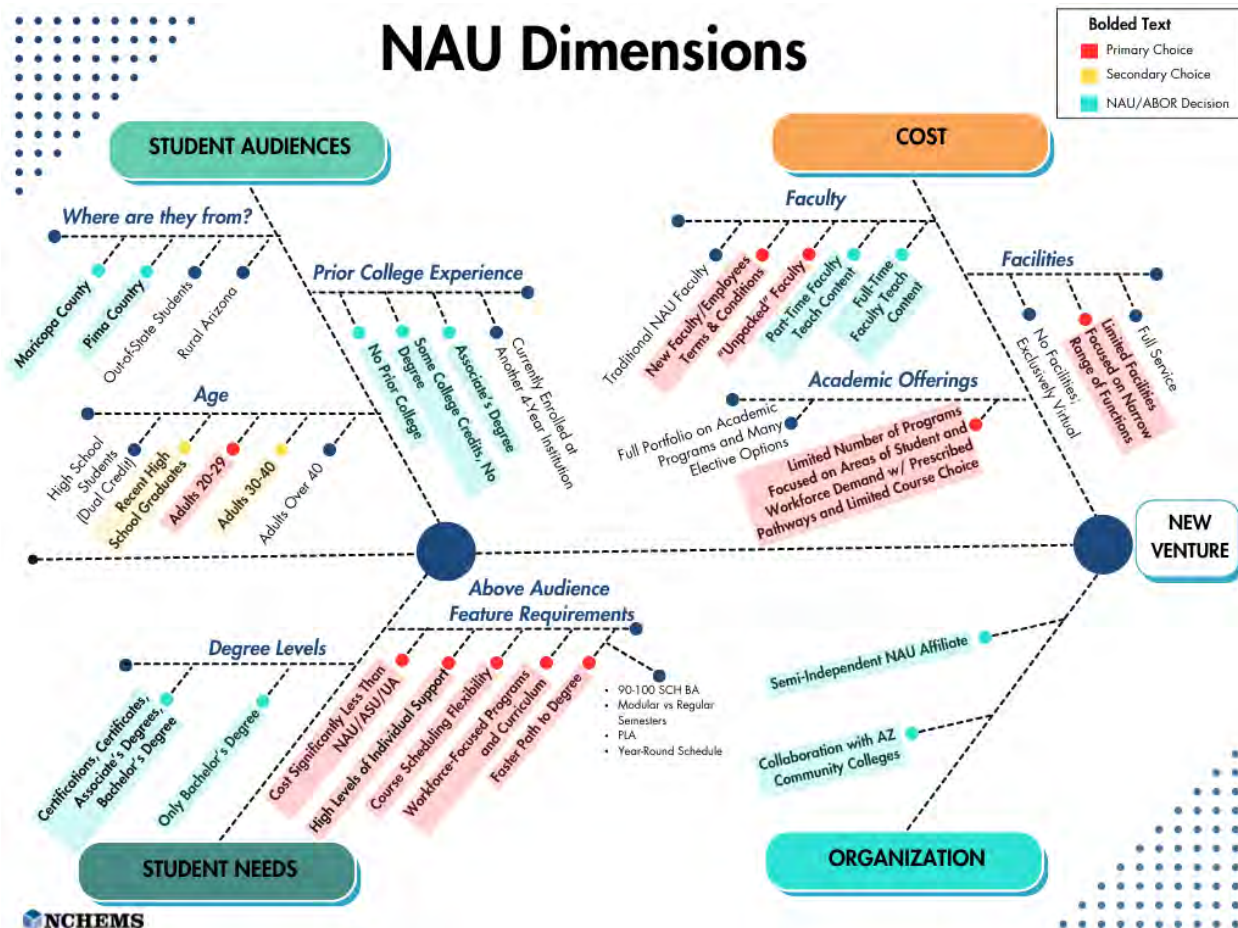 NAU Dimensions
Bolded Text
Primary Choice
Secondary Choice
NAU/ABOR Decision
STUDENT AUDIENCES
Where are they from?
Maricopa County
Pima Country
Out-of-State Students
Rural Arizona
Prior College Experience
No Prior College
Some College Credits, No
Degree
Associate's Degree
Currently Enrolled at
Another 4-Year Institution
Age
High School
Students
(Dual Credit)
Recent High
School Graduates
Adults 20-29
Adults 30-40
Adults Over 40
COST
Faculty
Traditional NAU Faculty
New Faculty/Employees
Terms & Conditions
"Unpacked" Faculty
Part-Time Faculty
Teach Content
Full-Time
Faculty Teach
Content
Facilities
No Facilities;
Exclusively Virtual
Limited Facilities
Focused on Narrow
Range of Functions
Full Service
Academic Offerings
Full Portfolio on Academic
Programs and Many
Elective Options
Limited Number of Programs
Focused on Areas of Student and
Workforce Demand w/ Prescribed
Pathways and Limited Course Choice
NEW
VENTURE
Above Audience
Feature Requirements
Cost Significantly Less Than
NAU/ASU/UA
High Levels of Individual Support
Course Scheduling Flexibility
Workforce-Focused Programs
and Curriculum
Faster Path to Degree
• 90-100 SCH BA
• Modular vs Regular
Semesters
• PLA
• Year-Round Schedule
Degree Levels
Certifications, Certificates,
Associate's Degrees,
Bachelor's Degree
Only Bachelor's Degree
STUDENT NEEDS
Semi-Independent NAU Affiliate
Collaboration with AZ
Community Colleges
ORGANIZATION
NCHEMS